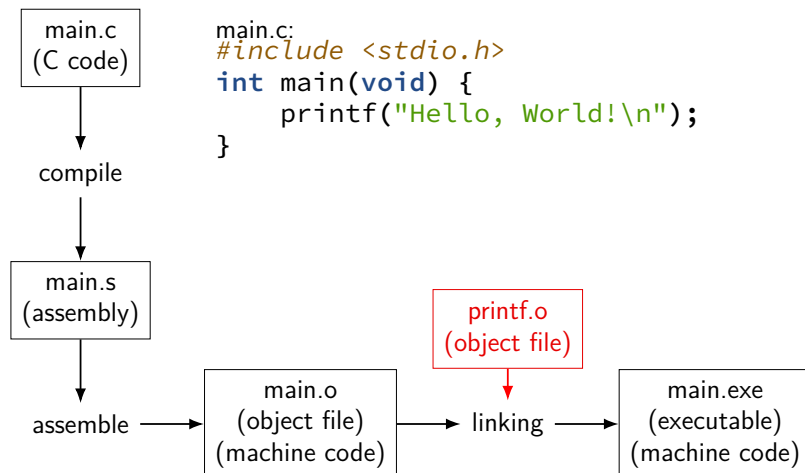 main.c
(C code)
main.c:
#include <stdio.h>
int main(void) {
    printf("Hello, World!\n");
}
compile
main.s
(assembly)
printf.o
(object file)
assemble
main.o
(object file)
(machine code)
linking
main.exe
(executable)
(machine code)